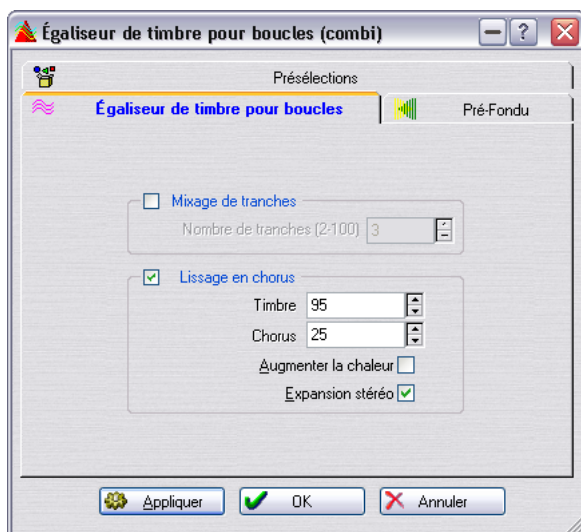 Égaliseur de timbre pour boucles (combi)
Présélections
Égaliseur de timbre pour boucles
Pré-Fondu
Mixage de tranches
Nombre de tranches (2-100) 3
Lissage en chorus
Timbre 95
Chorus 25
Augmenter la chaleur
Expansion stéréo
Appliquer OK Annuler